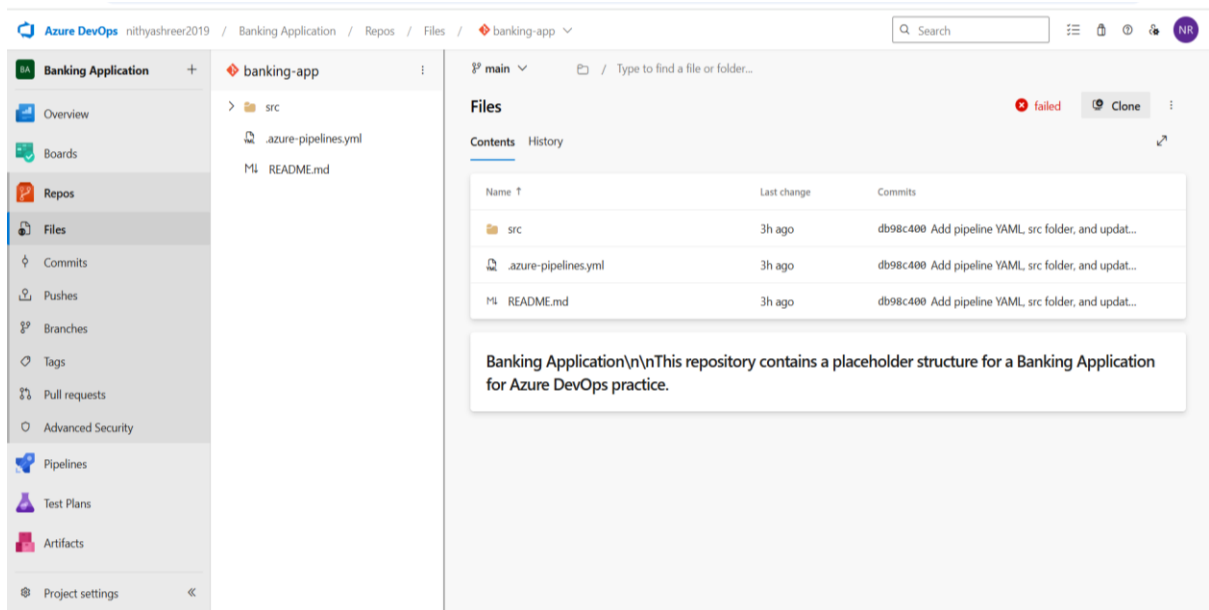 Azure DevOps nithyashreer2019 / Banking Application / Repos / Files / banking-app
Search
NR
BA Banking Application +
Overview
Boards
Repos
Files
Commits
Pushes
Branches
Tags
Pull requests
Advanced Security
Pipelines
Test Plans
Artifacts
Project settings
banking-app
src
.azure-pipelines.yml
README.md
main / Type to find a file or folder...
Files
failed Clone
Contents History
Name ↑ Last change Commits
src 3h ago db98c400 Add pipeline YAML, src folder, and updat...
.azure-pipelines.yml 3h ago db98c400 Add pipeline YAML, src folder, and updat...
README.md 3h ago db98c400 Add pipeline YAML, src folder, and updat...
Banking Application\n\nThis repository contains a placeholder structure for a Banking Application
for Azure DevOps practice.